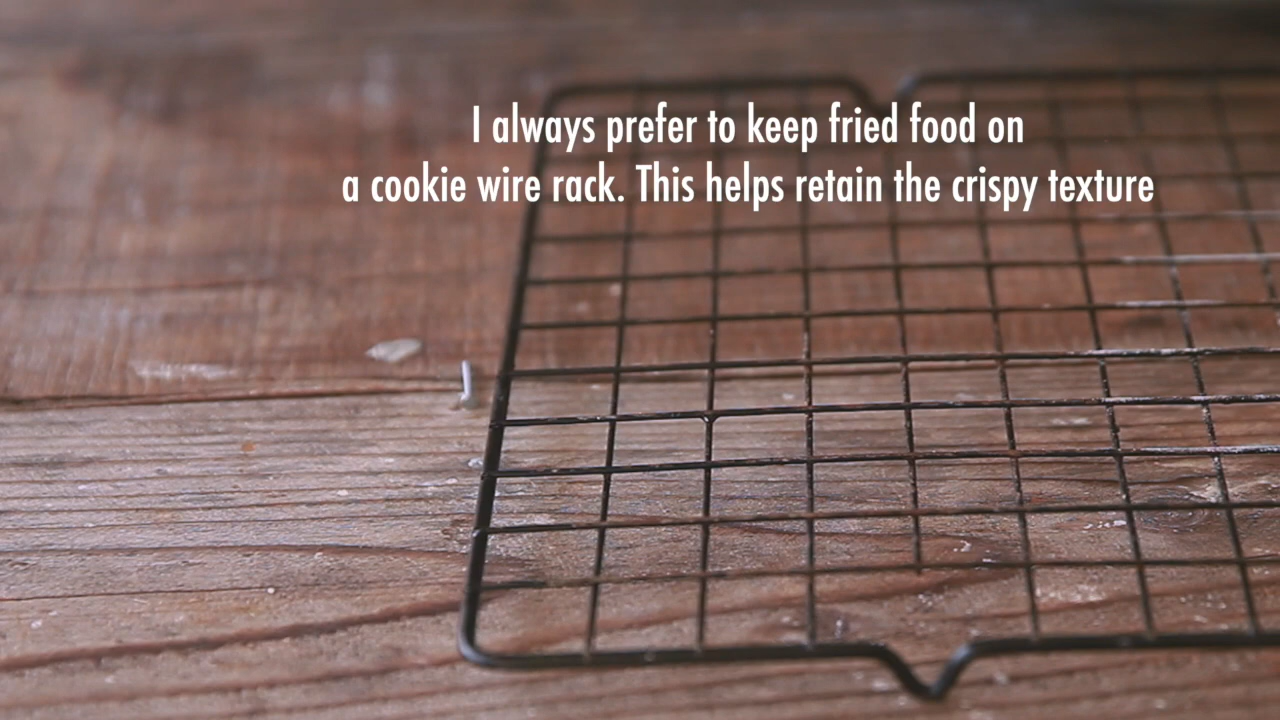 I always prefer to keep fried food on
a cookie wire rack. This helps retain the crispy texture